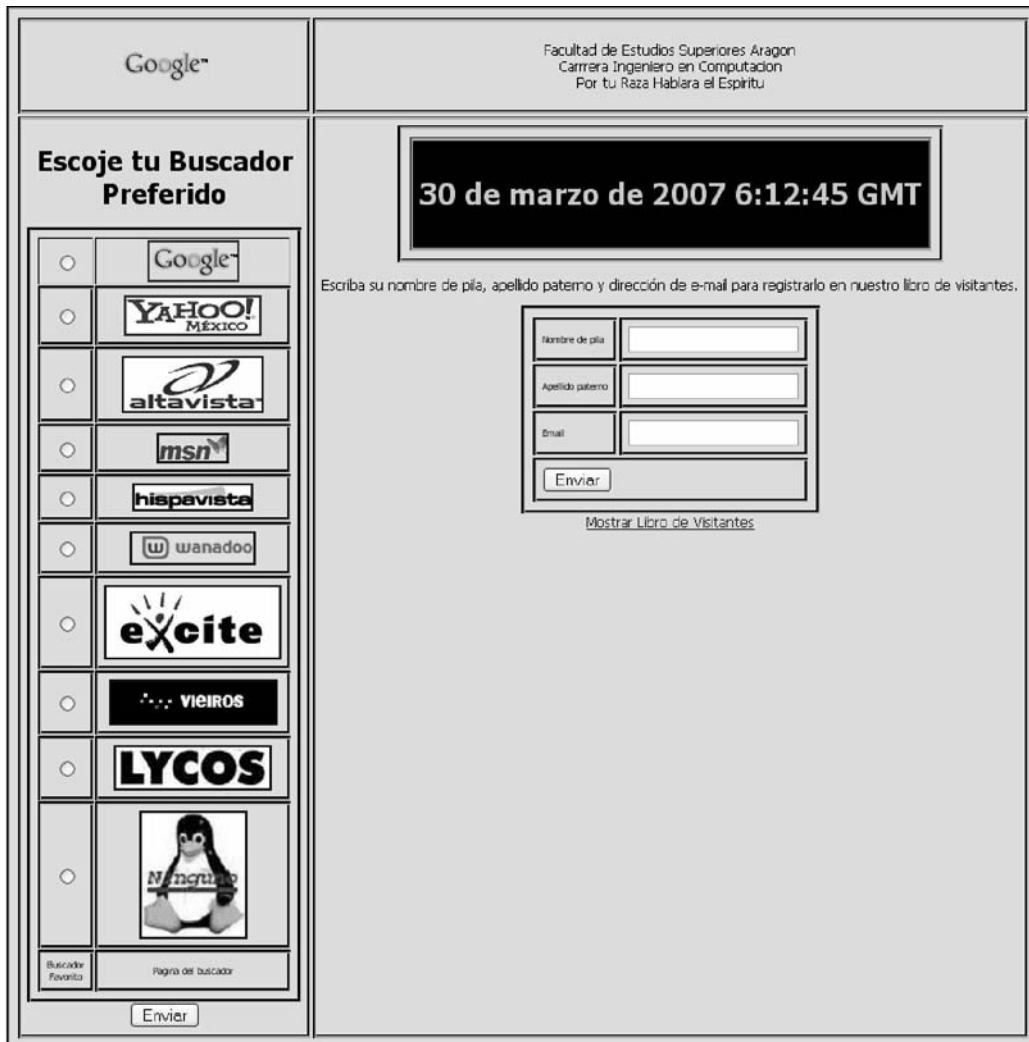 Google™
Facultad de Estudios Superiores Aragon
Carrrera Ingeniero en Computacion
Por tu Raza Hablara el Espiritu
Escoje tu Buscador
Preferido
Google™
YAHOO!
MÉXICO
altavista™
msn
hispavista
wanadoo
excite
VIEIROS
LYCOS
Ninguno
Buscador
Favorito
Pagina del buscador
Enviar
30 de marzo de 2007 6:12:45 GMT
Escriba su nombre de pila, apellido paterno y dirección de e-mail para registrarlo en nuestro libro de visitantes.
Nombre de pila
Apellido paterno
Email
Enviar
Mostrar Libro de Visitantes